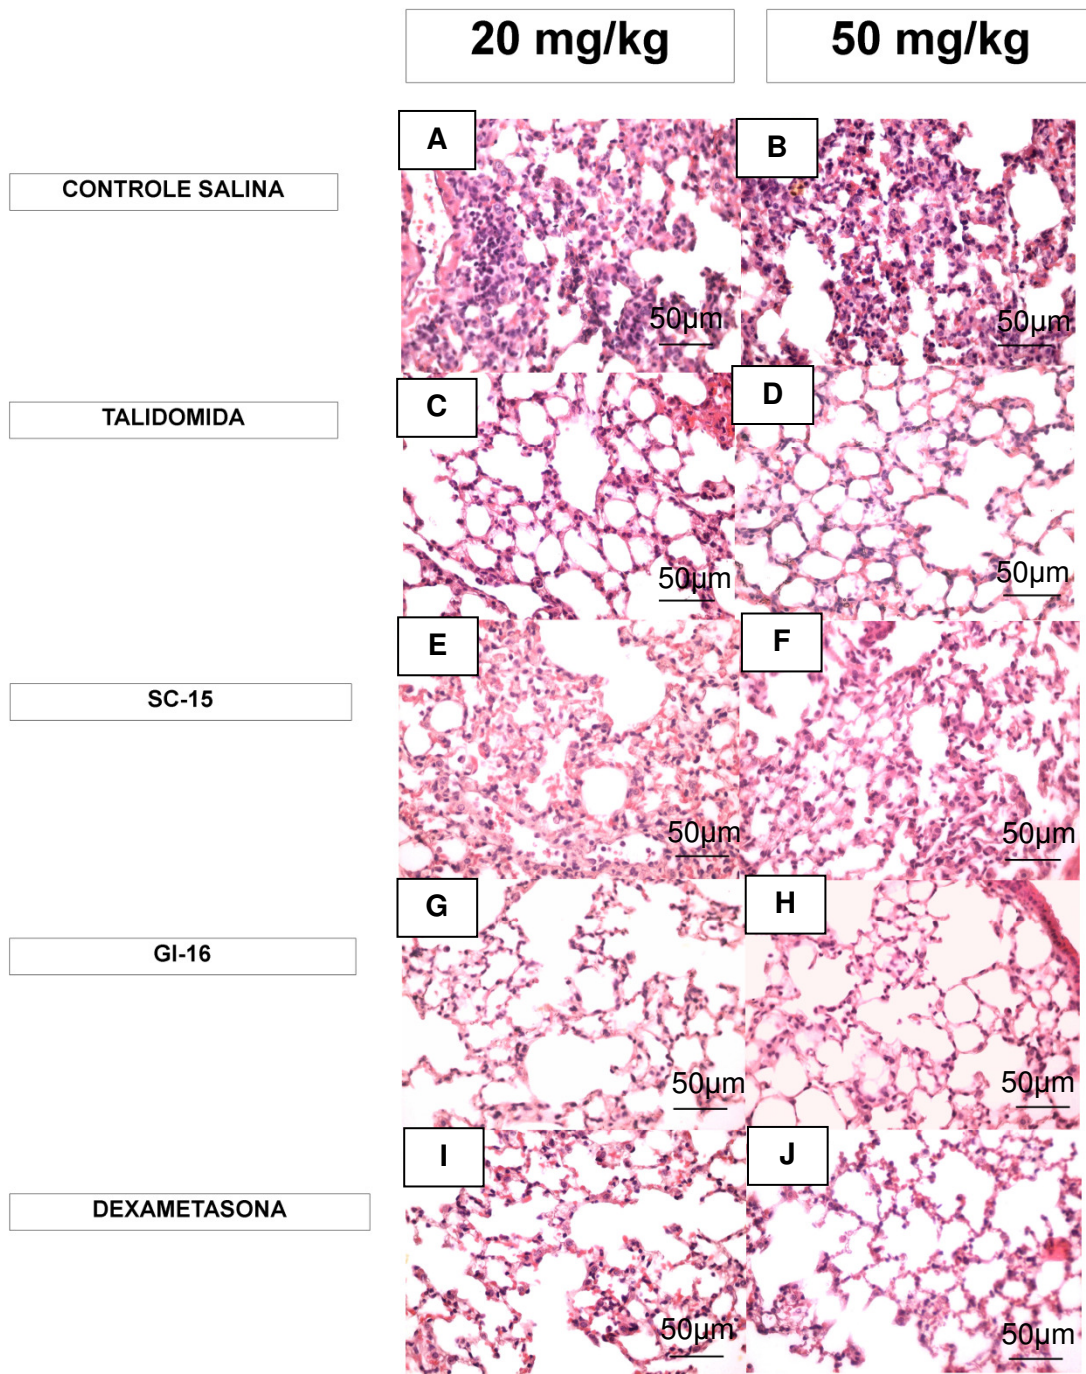 20 mg/kg
50 mg/kg
CONTROLE SALINA
A
B
50µm
50µm
TALIDOMIDA
C
D
50µm
50µm
SC-15
E
F
50µm
50µm
GI-16
G
H
50µm
50µm
DEXAMETASONA
I
J
50µm
50µm